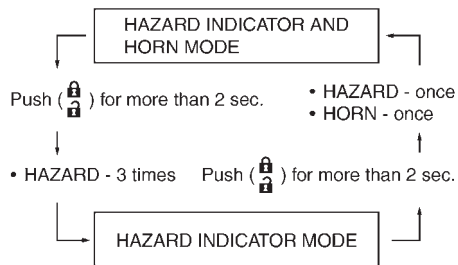 HAZARD INDICATOR AND
HORN MODE
Push ( ) for more than 2 sec.
• HAZARD - once
• HORN - once
• HAZARD - 3 times
Push ( ) for more than 2 sec.
HAZARD INDICATOR MODE